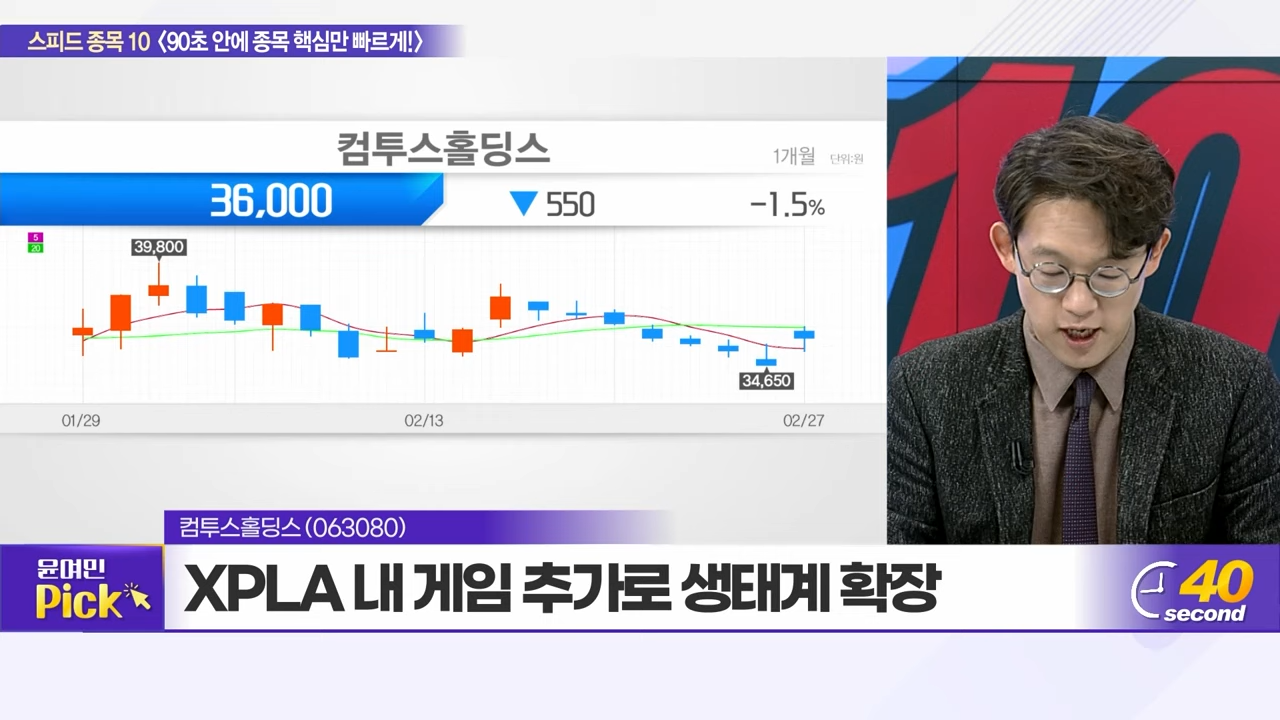 스피드 종목 10 〈90초 안에 종목 핵심만 빠르게!〉
컴투스홀딩스
1개월 단위:원
36,000 ▼ 550 -1.5%
5
20
39,800
34,650
01/29 02/13 02/27
컴투스홀딩스 (063080)
윤여민
Pick
XPLA 내 게임 추가로 생태계 확장
40
second